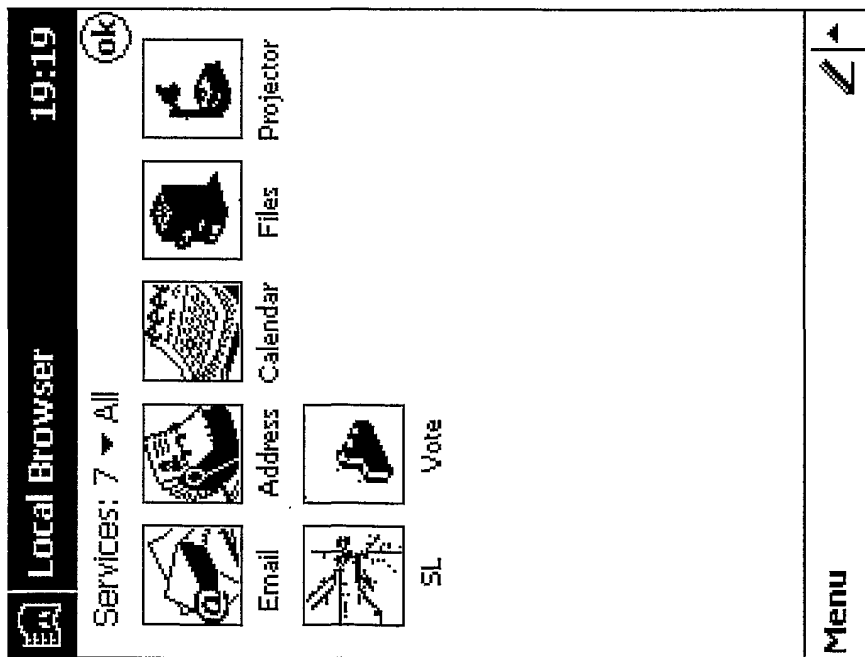 Local Browser 19:19
Services: 7 All ok
Email Address Calendar Files Projector
SL Vote
Menu